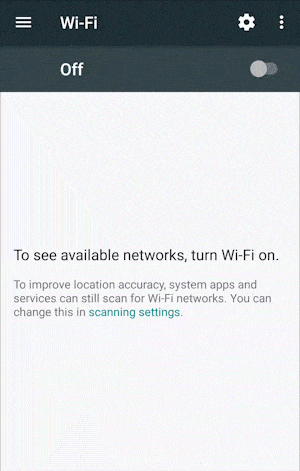 Wi-Fi
Off
To see available networks, turn Wi-Fi on.
To improve location accuracy, system apps and
services can still scan for Wi-Fi networks. You can
change this in scanning settings.